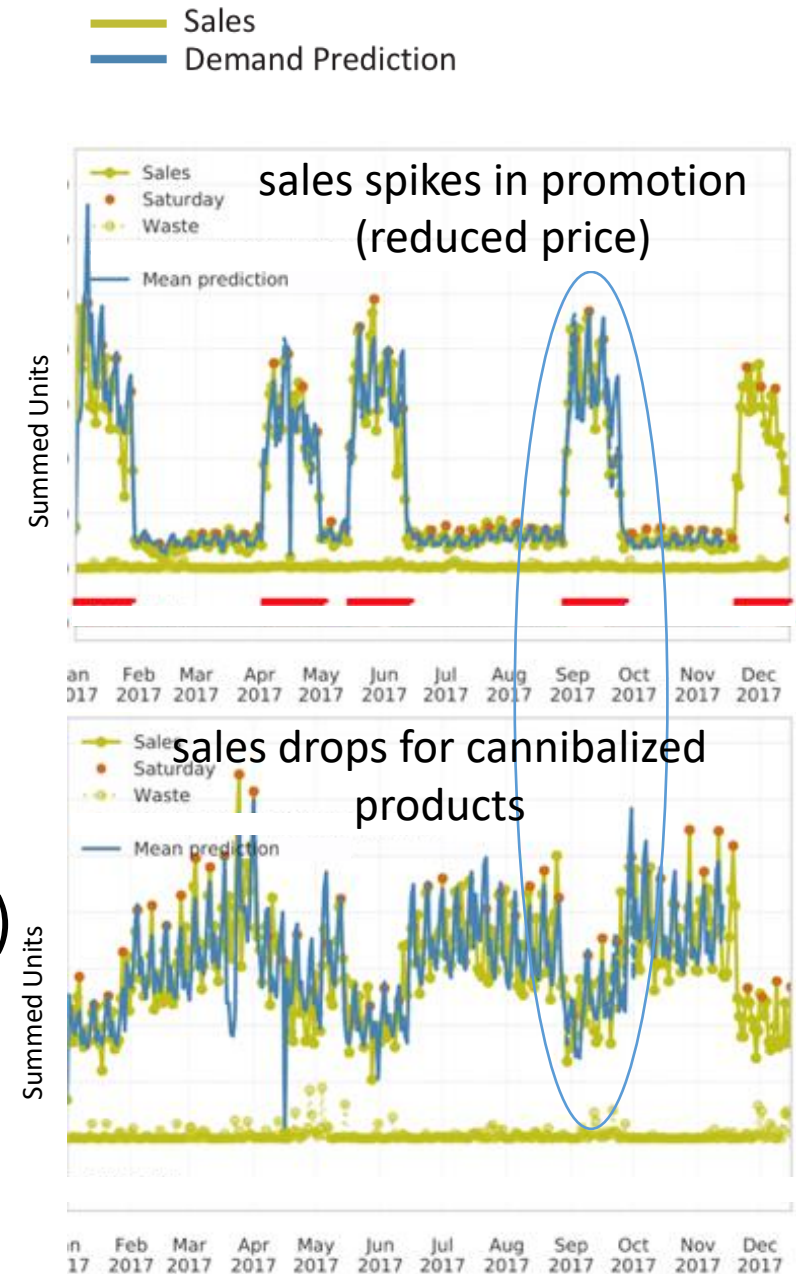 Sales
Demand Prediction
Sales
Saturday
Waste
Mean prediction
sales spikes in promotion
(reduced price)
Summed Units
an Feb Mar Apr May Jun Jul Aug Sep Oct Nov Dec
017 2017 2017 2017 2017 2017 2017 2017 2017 2017 2017 2017
Sales
Saturday
Waste
Mean prediction
sales drops for cannibalized
products
)
Summed Units
n Feb Mar Apr May Jun Jul Aug Sep Oct Nov Dec
17 2017 2017 2017 2017 2017 2017 2017 2017 2017 2017 2017